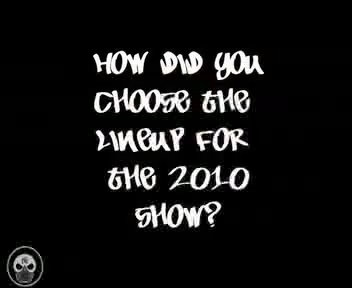 HOW DID YOU
CHOOSE THE
LINEUP FOR
THE 2010
SHOW?